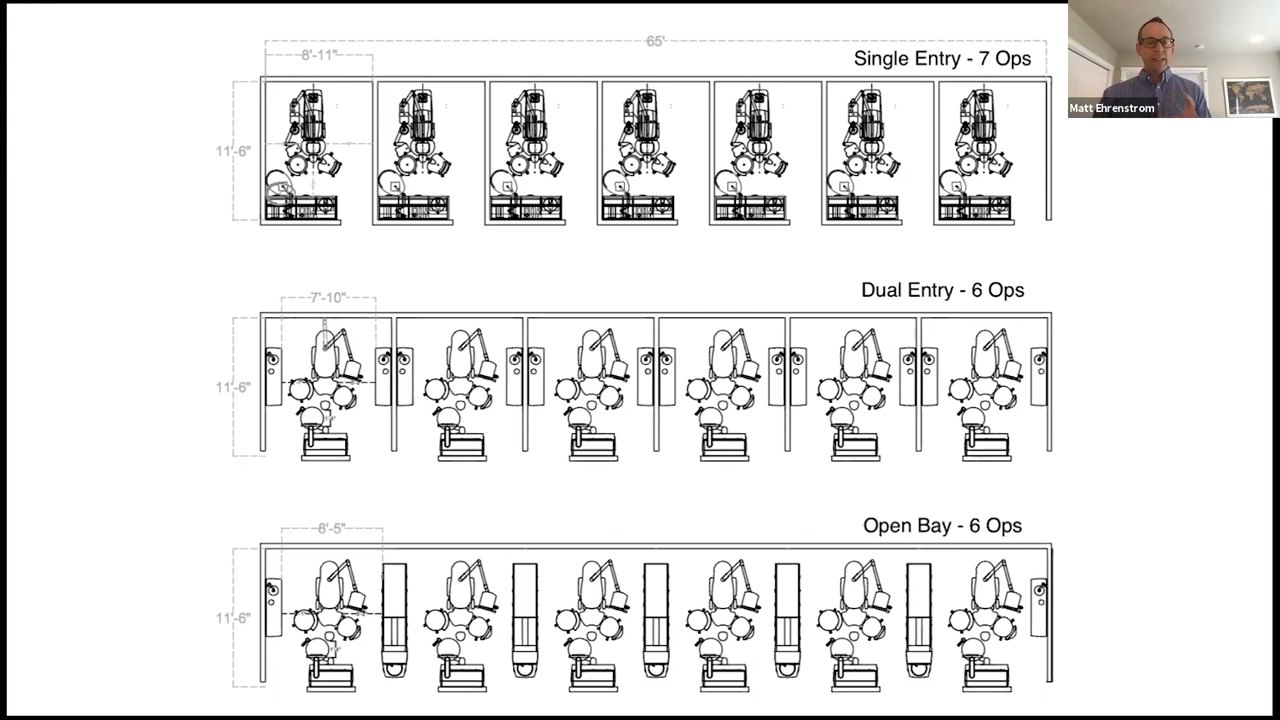 65'
8'-11"
Single Entry - 7 Ops
Matt Ehrenstrom
11'-6"
Dual Entry - 6 Ops
7'-10"
11'-6"
Open Bay - 6 Ops
8'-5"
11'-6"